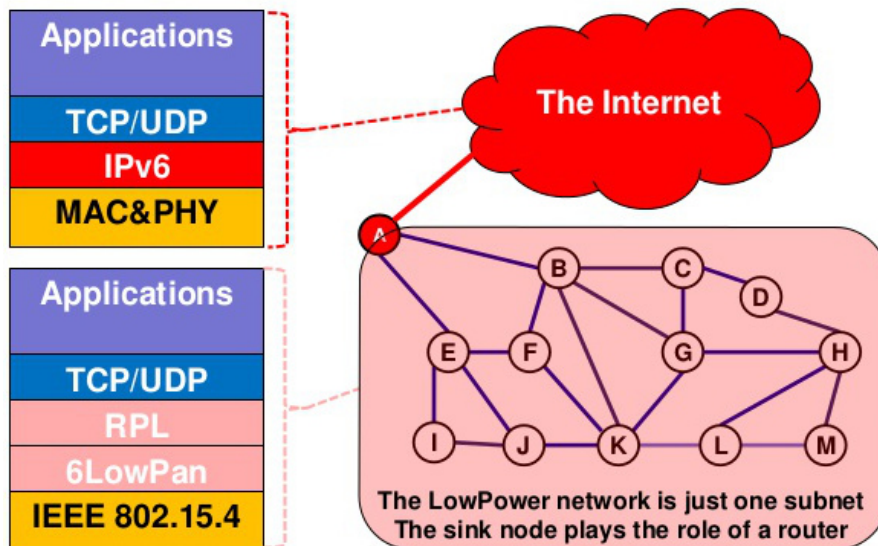 Applications
TCP/UDP
IPv6
MAC&PHY
The Internet
A
Applications
TCP/UDP
RPL
6LowPan
IEEE 802.15.4
B
C
D
E
F
G
H
I
J
K
L
M
The LowPower network is just one subnet
The sink node plays the role of a router